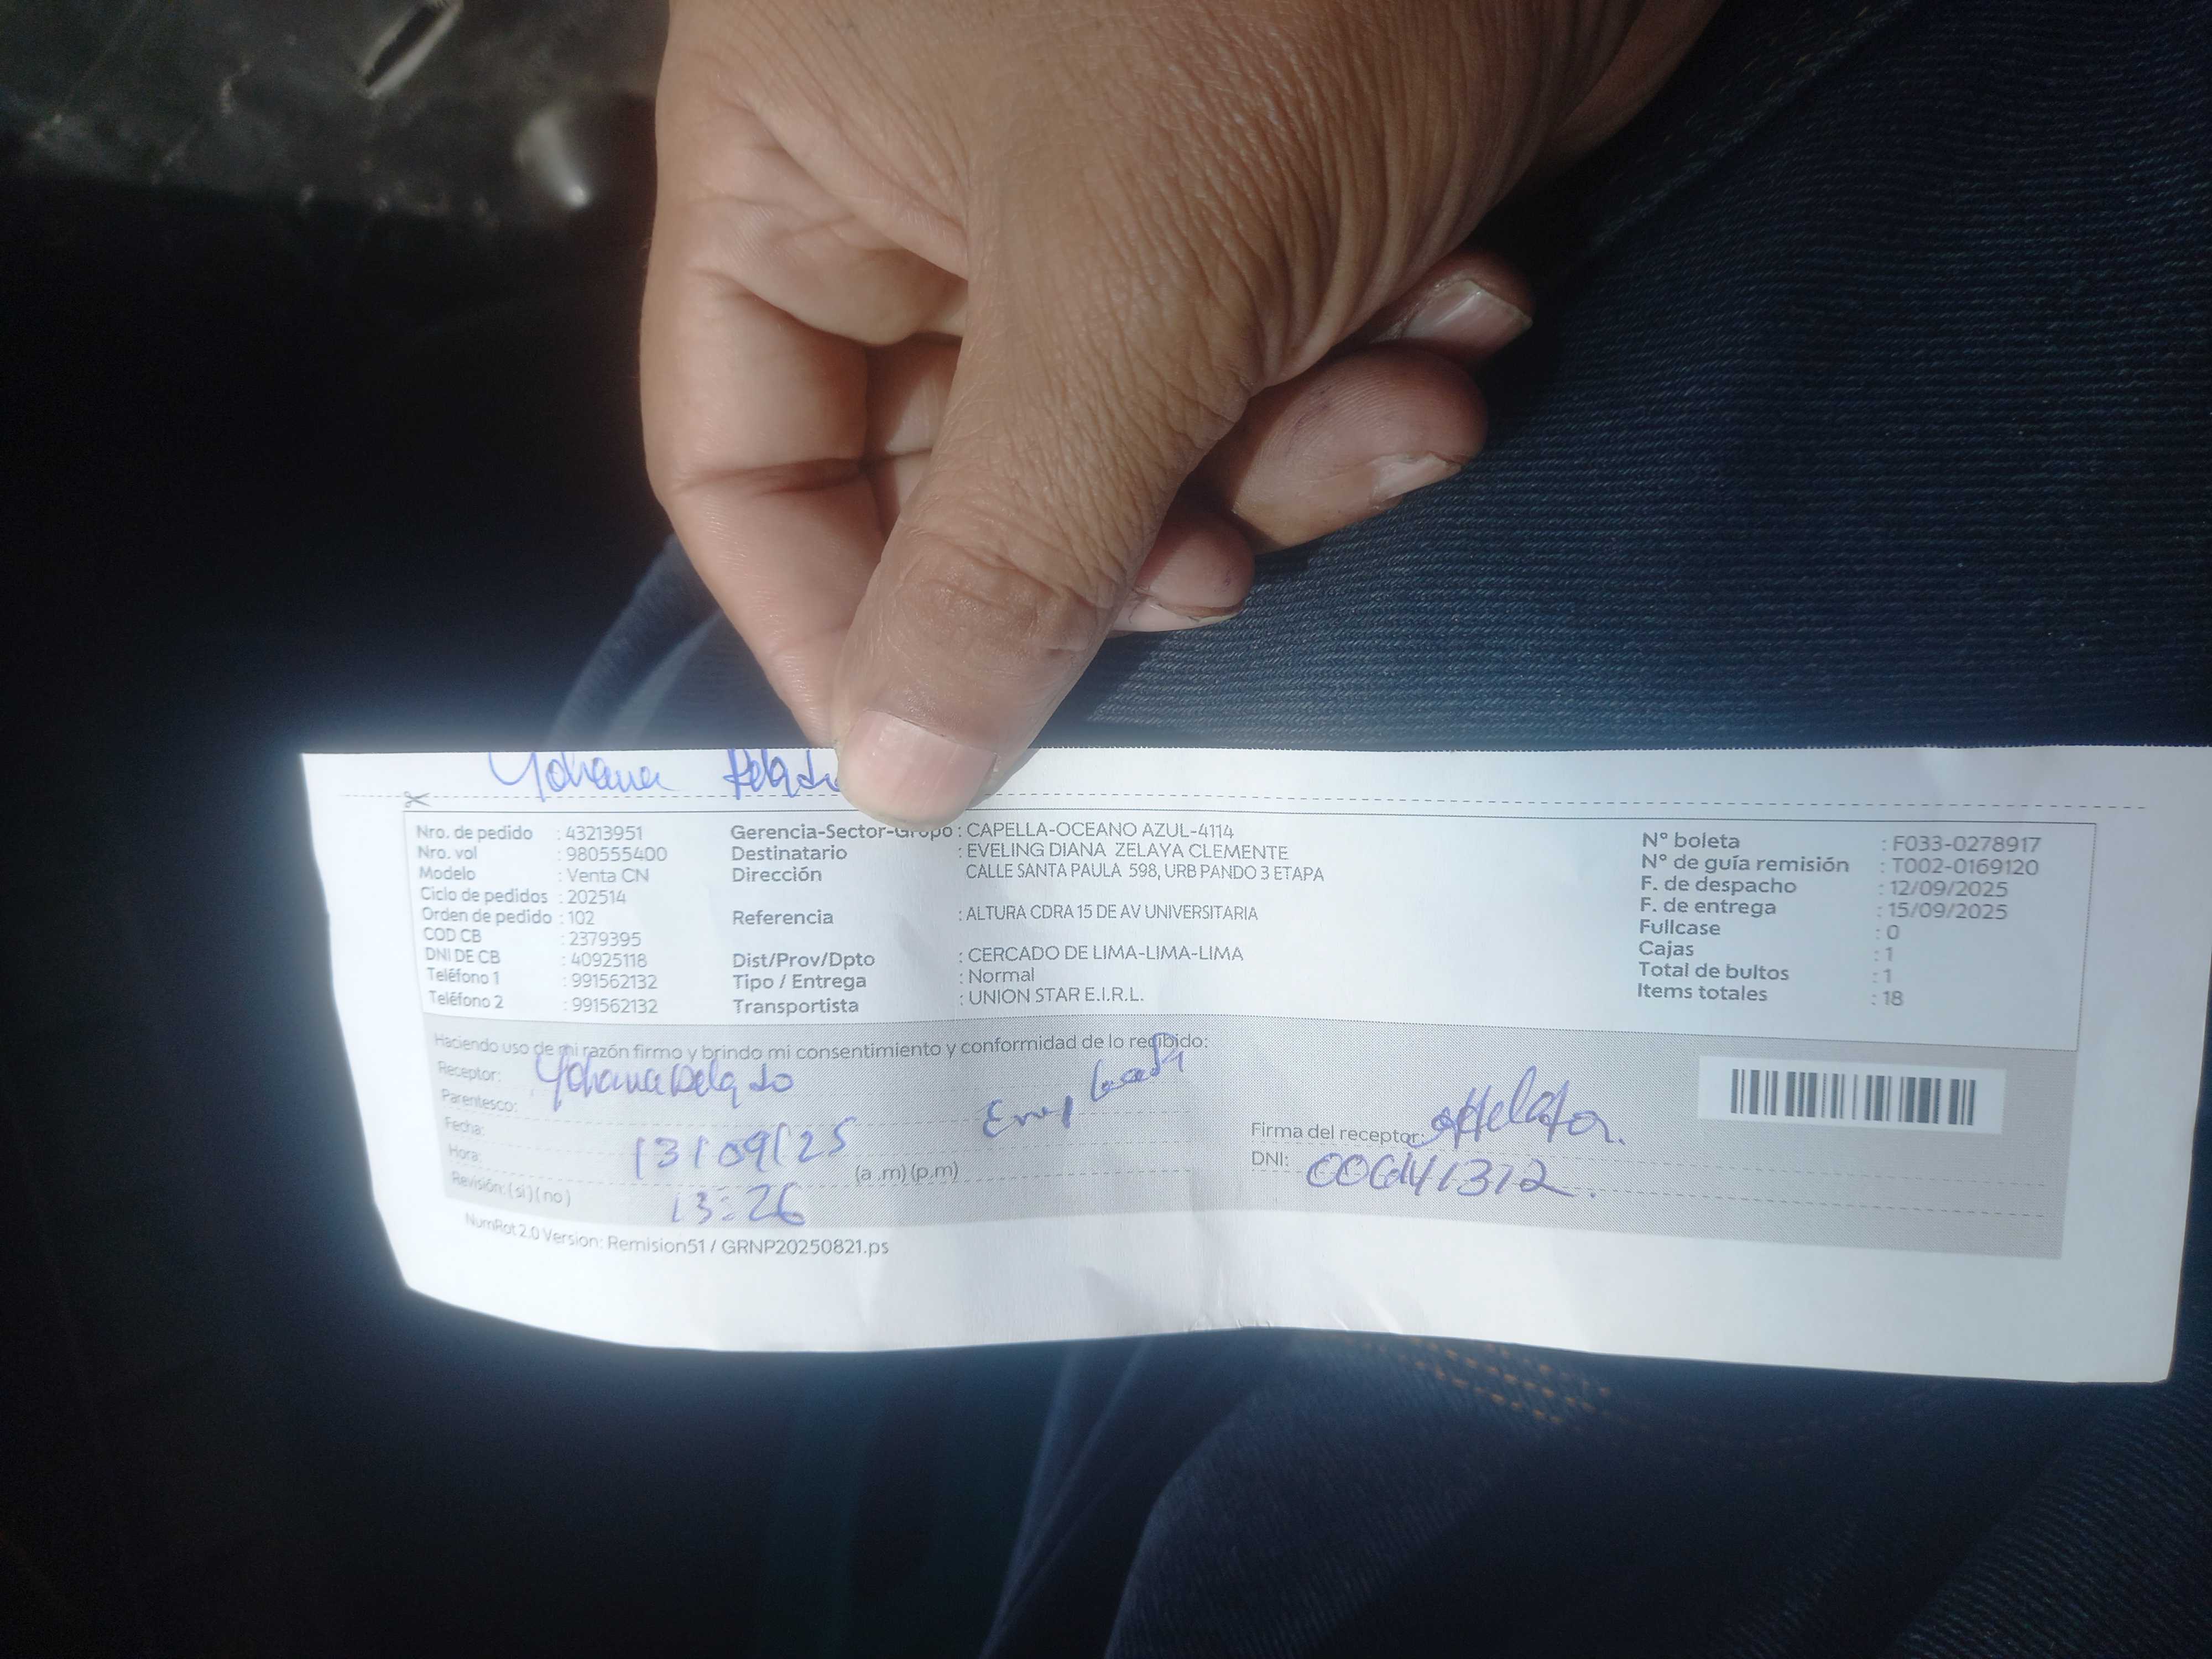 Yohana Delgado
Nro. de pedido : 43213951
Nro. vol : 980555400
Modelo : Venta CN
Ciclo de pedidos : 202514
Orden de pedido : 102
COD CB : 2379395
DNI DE CB : 40925118
Teléfono 1 : 991562132
Teléfono 2 : 991562132
Gerencia-Sector-Grupo : CAPELLA-OCEANO AZUL-4114
Destinatario : EVELING DIANA ZELAYA CLEMENTE
Dirección CALLE SANTA PAULA 598, URB PANDO 3 ETAPA
Referencia : ALTURA CDRA 15 DE AV UNIVERSITARIA
Dist/Prov/Dpto : CERCADO DE LIMA-LIMA-LIMA
Tipo / Entrega : Normal
Transportista : UNION STAR E.I.R.L.
N° boleta : F033-0278917
N° de guía remisión : T002-0169120
F. de despacho : 12/09/2025
F. de entrega : 15/09/2025
Fullcase : 0
Cajas : 1
Total de bultos : 1
Items totales : 18
Haciendo uso de mi razón firmo y brindo mi consentimiento y conformidad de lo recibido:
Receptor: Yohana Delgado
Parentesco: Empleada
Fecha: 13/09/25
Hora: 13:26 (a.m) (p.m)
Revisión: (si) (no)
Firma del receptor:
DNI:
NumRot 2.0 Version: Remision51 / GRNP20250821.ps